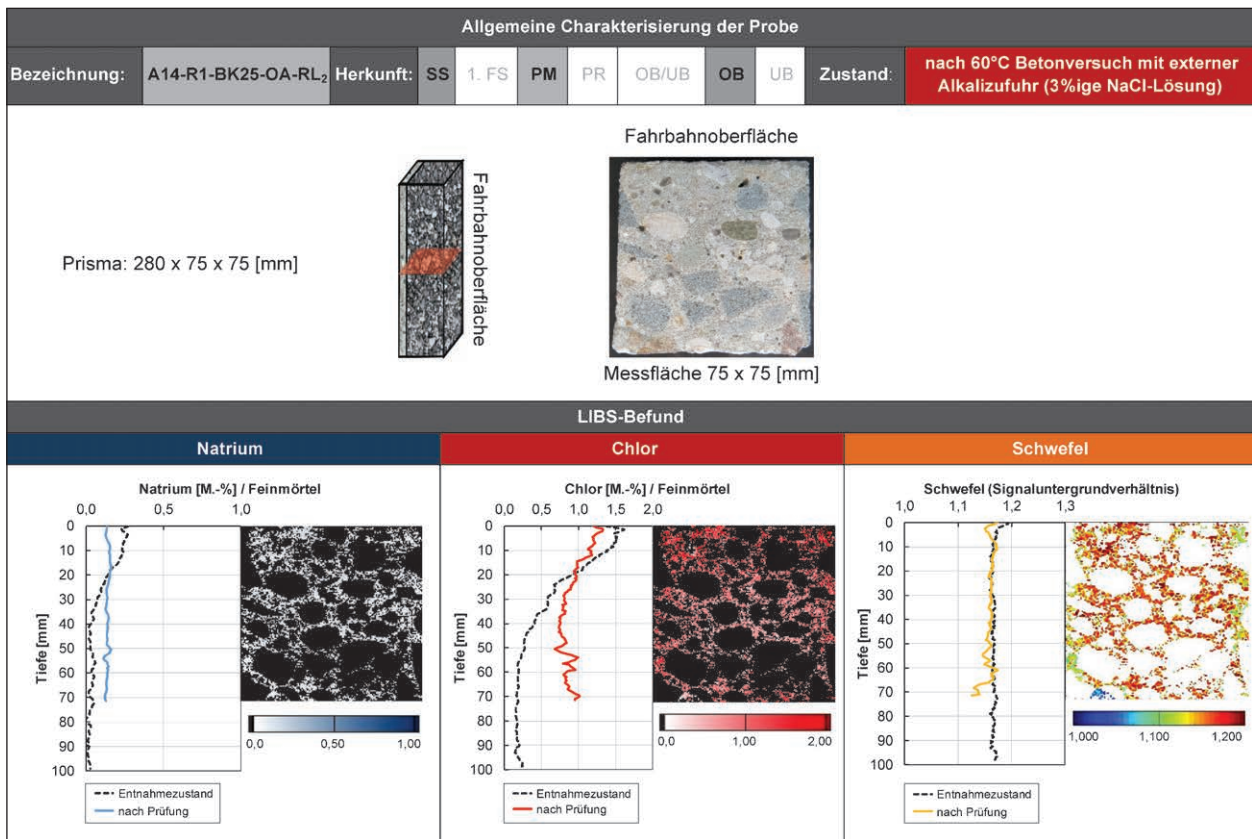 Allgemeine Charakterisierung der Probe
Bezeichnung: A14-R1-BK25-OA-RL₂ Herkunft: SS 1. FS PM PR OB/UB OB UB Zustand: nach 60°C Betonversuch mit externer
Alkalizufuhr (3%ige NaCl-Lösung)
Fahrbahnoberfläche
Fahrbahnoberfläche
Prisma: 280 x 75 x 75 [mm]
Messfläche 75 x 75 [mm]
LIBS-Befund
Natrium
Natrium [M.-%] / Feinmörtel
0,0 0,5 1,0
Tiefe [mm]
0
10
20
30
40
50
60
70
80
90
100
0,0 0,50 1,00
Entnahmezustand
nach Prüfung
Chlor
Chlor [M.-%] / Feinmörtel
0,0 0,5 1,0 1,5 2,0
Tiefe [mm]
0
10
20
30
40
50
60
70
80
90
100
0,0 1,00 2,00
Entnahmezustand
nach Prüfung
Schwefel
Schwefel (Signaluntergrundverhältnis)
1,0 1,1 1,2 1,3
Tiefe [mm]
0
10
20
30
40
50
60
70
80
90
100
1,000 1,100 1,200
Entnahmezustand
nach Prüfung